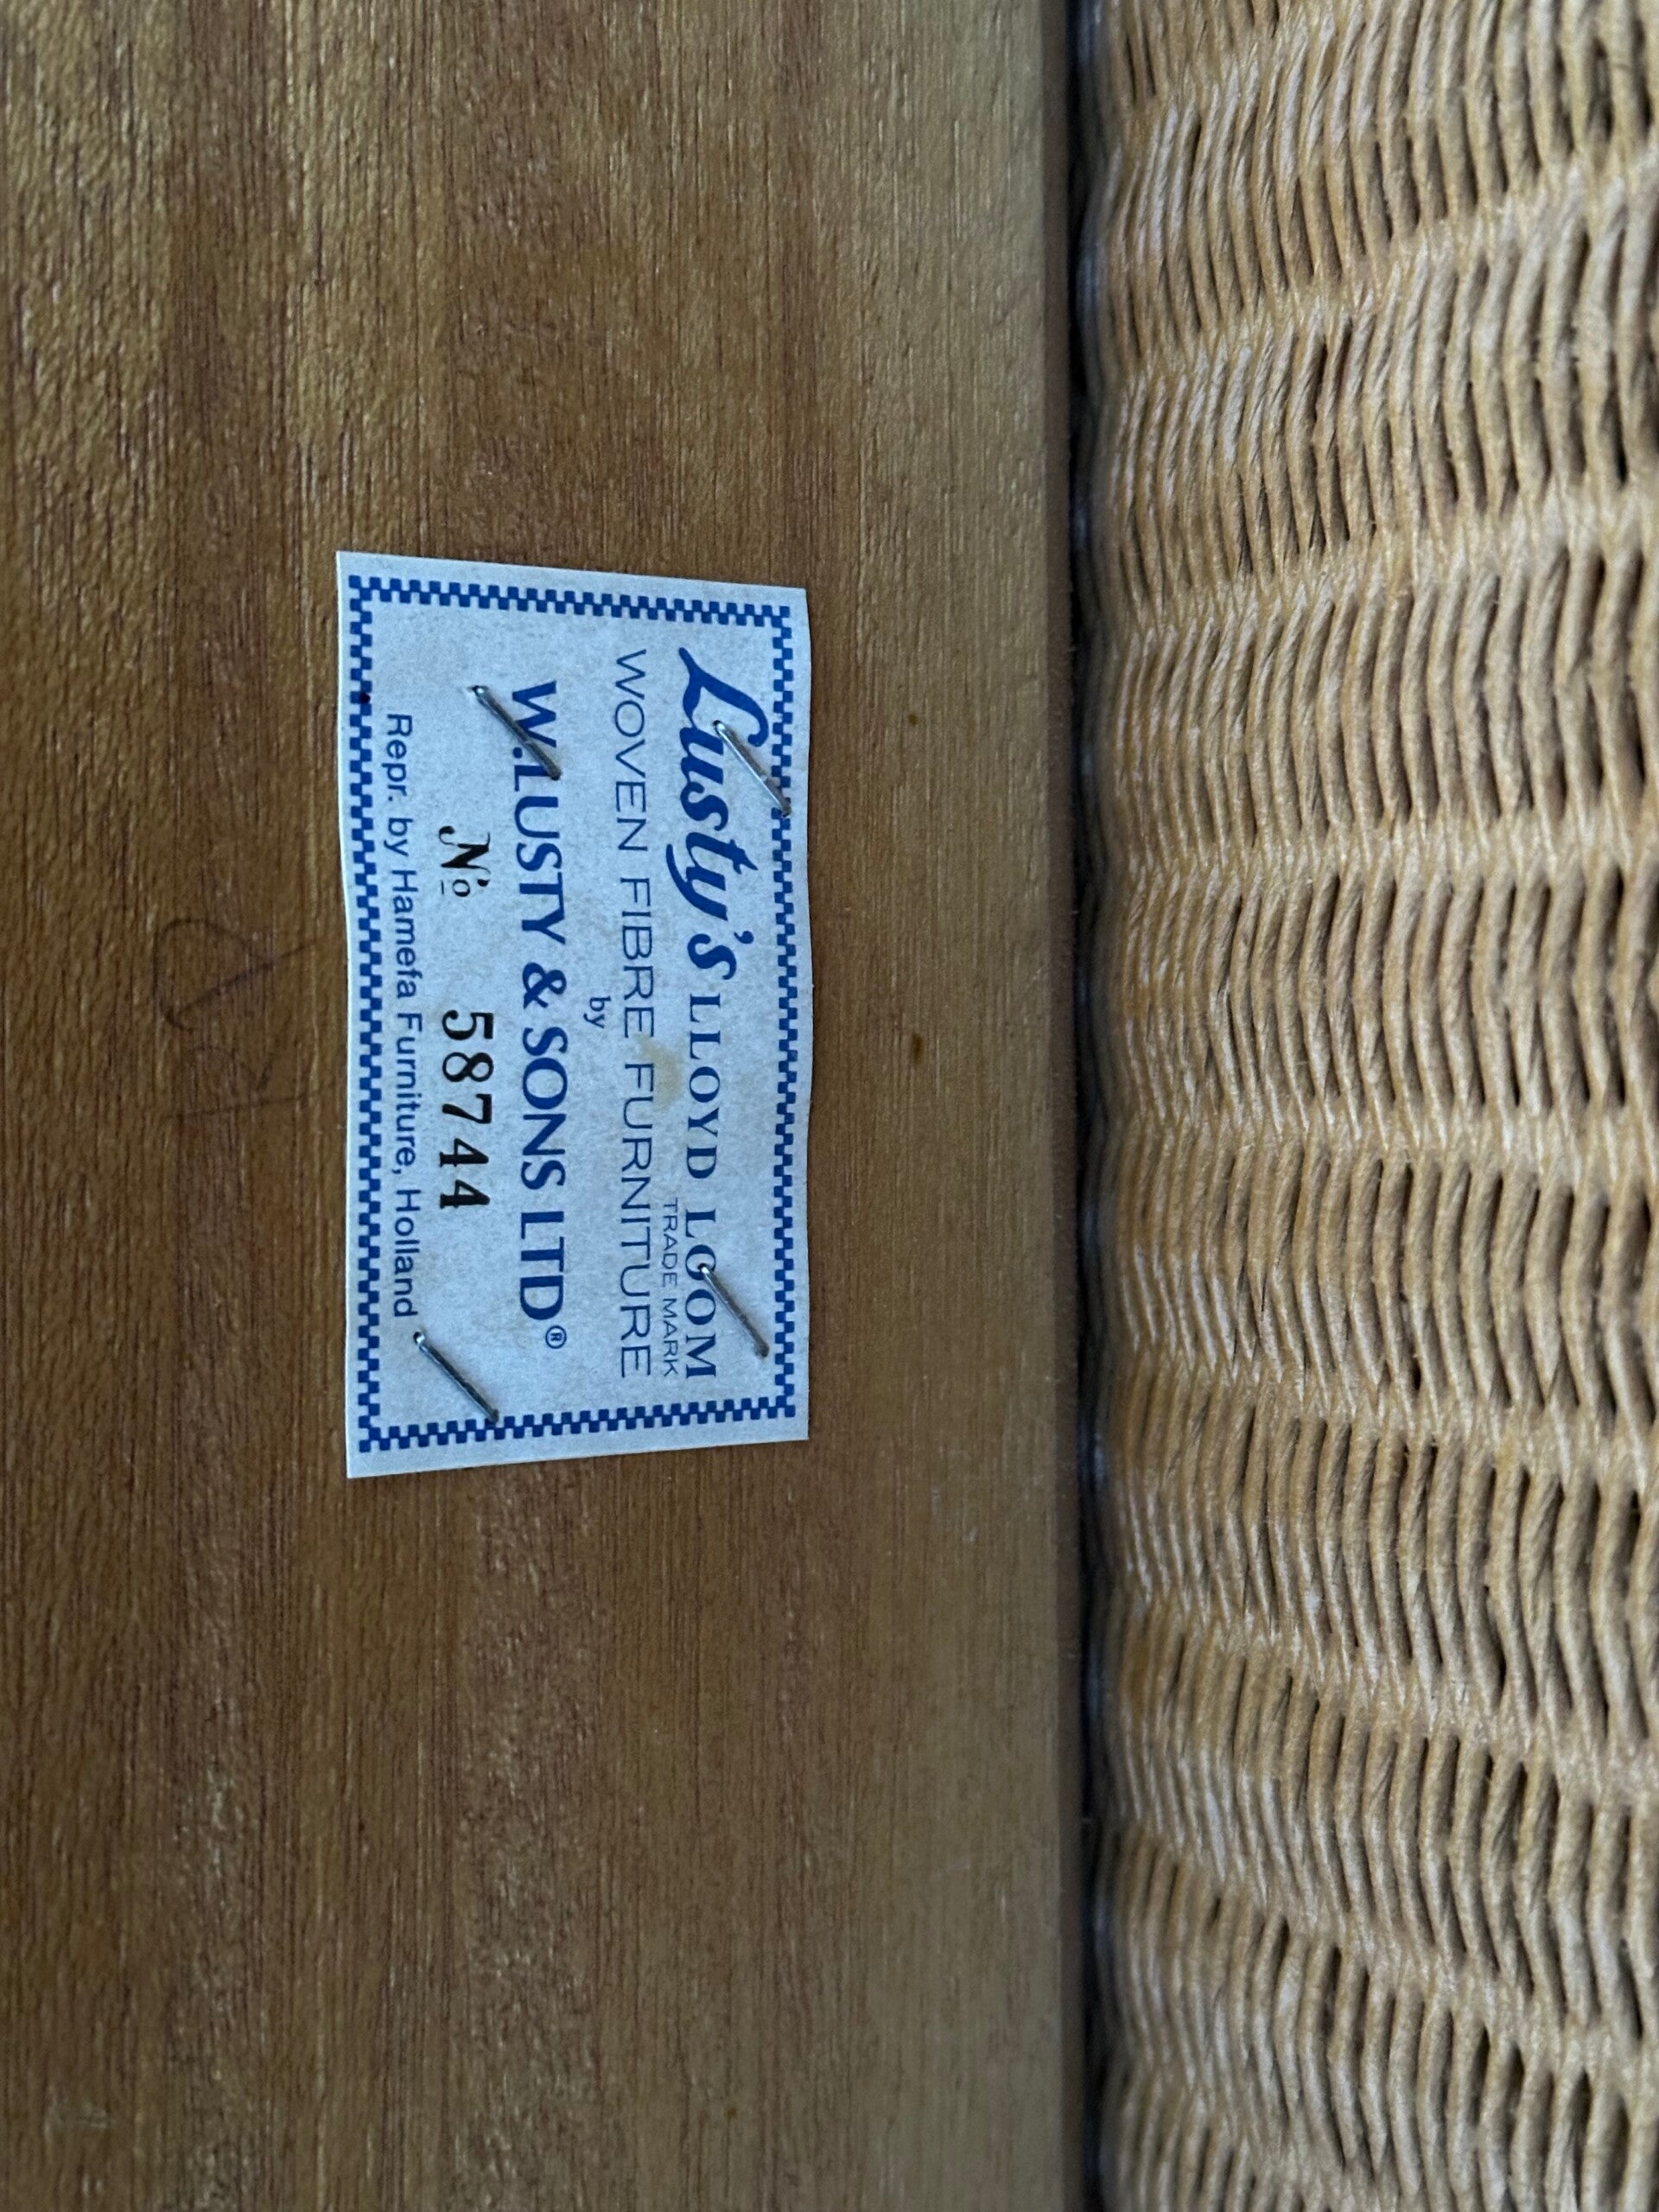 Lusty's LLOYD LOOM
TRADE MARK
WOVEN FIBRE FURNITURE
by
W. LUSTY & SONS LTD®
№ 58744
Repr. by Hamefa Furniture, Holland